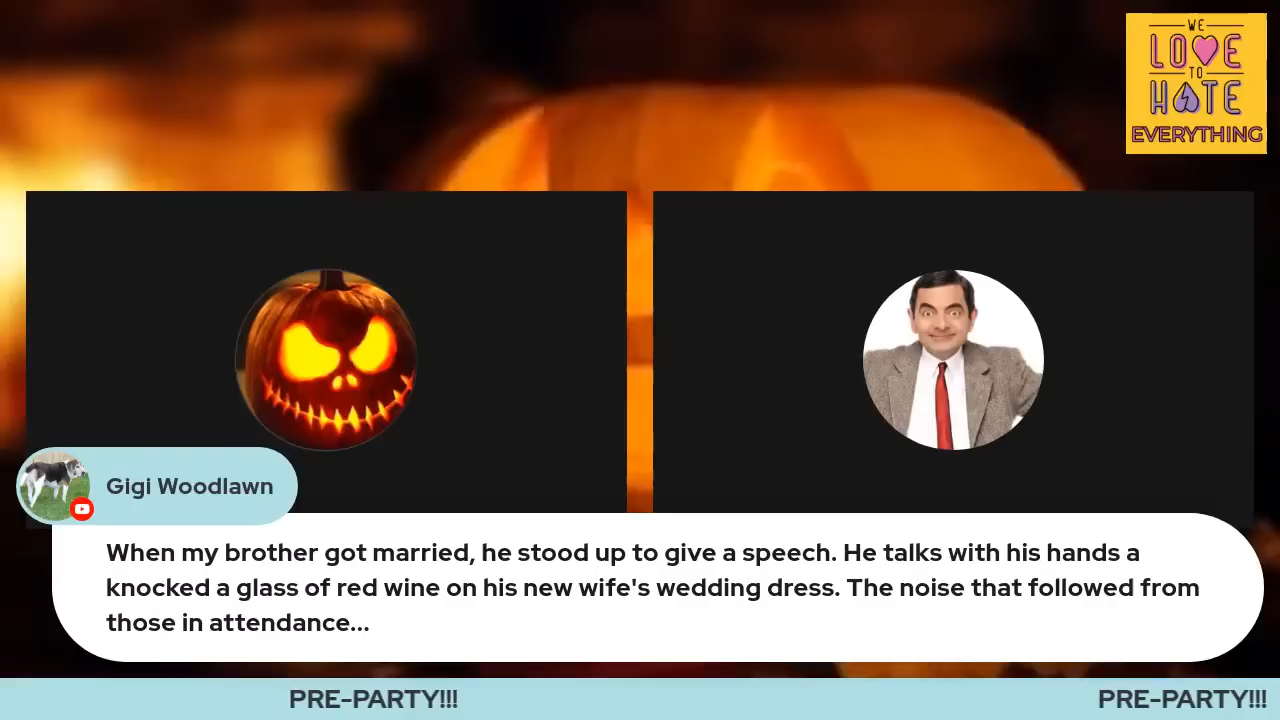 WE
LOVE
TO
HATE
EVERYTHING
Gigi Woodlawn
When my brother got married, he stood up to give a speech. He talks with his hands a
knocked a glass of red wine on his new wife's wedding dress. The noise that followed from
those in attendance...
PRE-PARTY!!! PRE-PARTY!!!